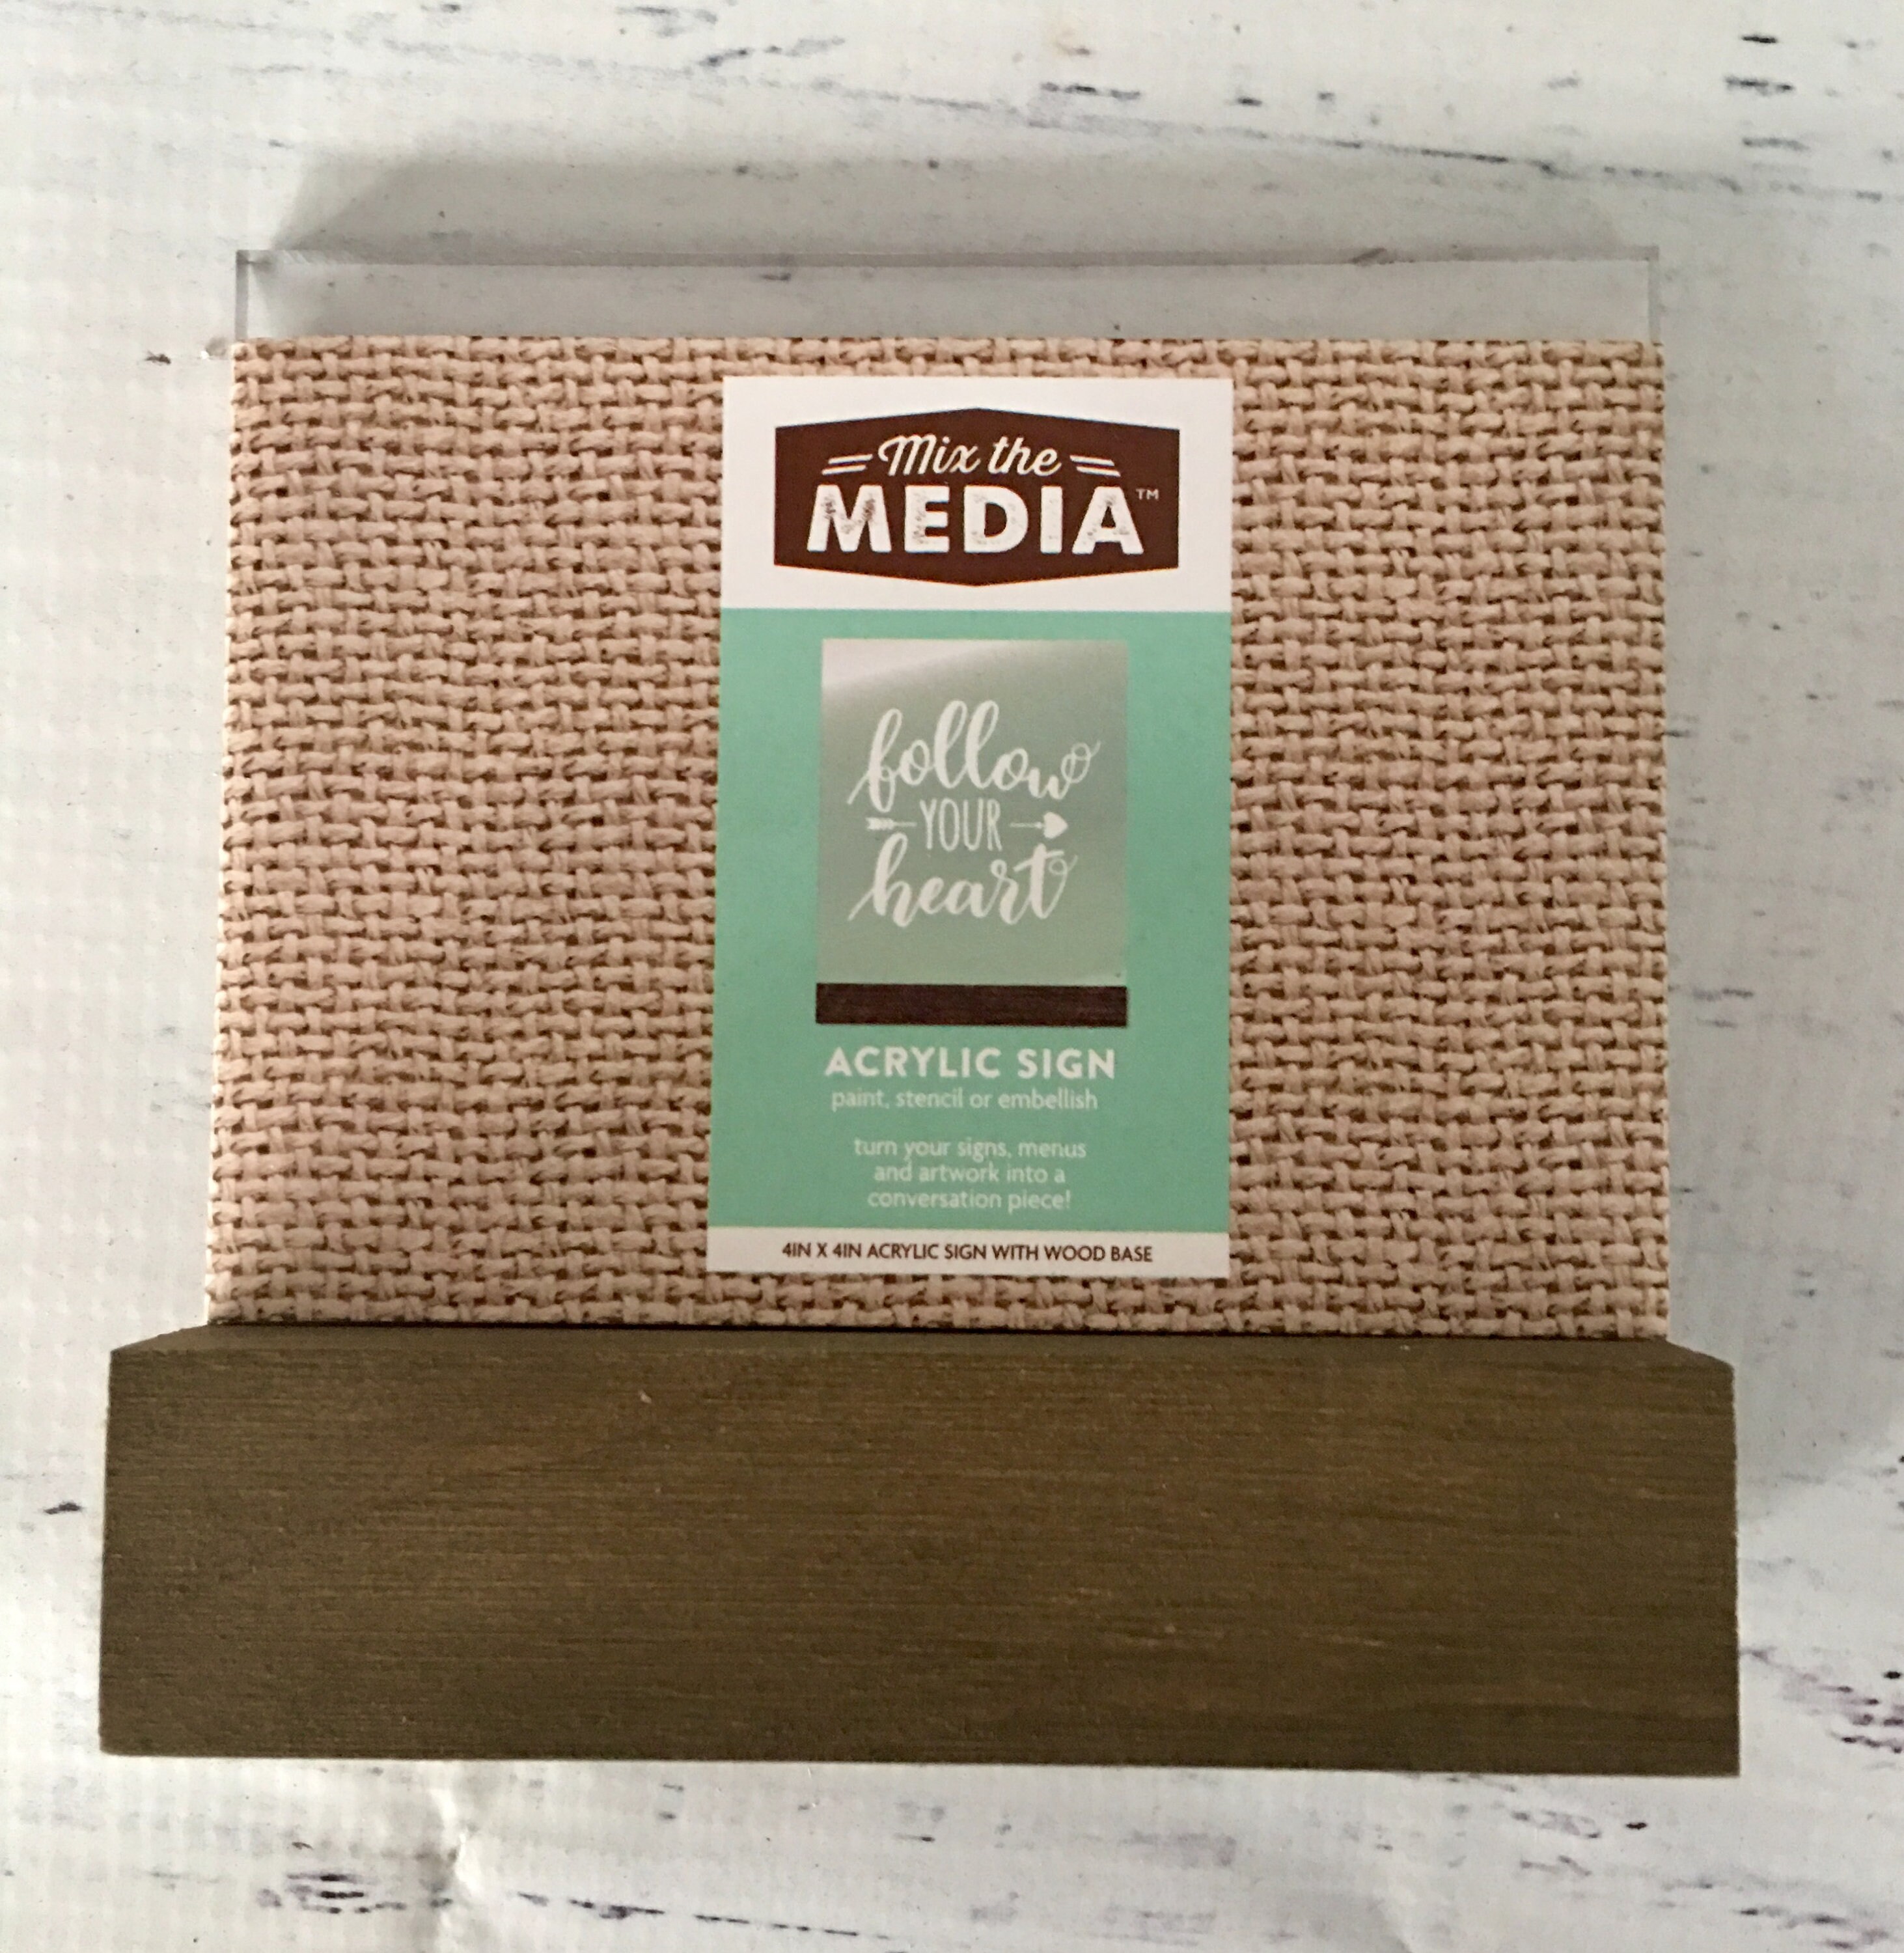 Mix the
MEDIA™
follow
YOUR
heart
ACRYLIC SIGN
paint, stencil or embellish
turn your signs, menus
and artwork into a
conversation piece!
4IN X 4IN ACRYLIC SIGN WITH WOOD BASE